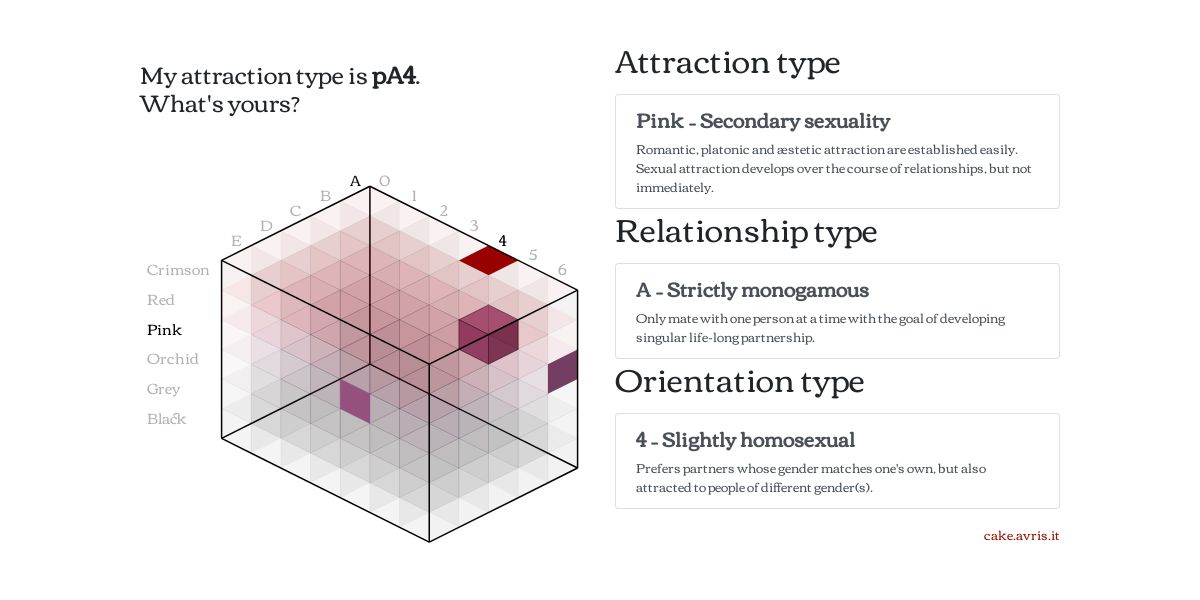 My attraction type is pA4.
What's yours?
A
O
B
1
C
2
D
3
E
4
5
6
Crimson
Red
Pink
Orchid
Grey
Black
Attraction type
Pink – Secondary sexuality
Romantic, platonic and æstetic attraction are established easily.
Sexual attraction develops over the course of relationships, but not
immediately.
Relationship type
A – Strictly monogamous
Only mate with one person at a time with the goal of developing
singular life-long partnership.
Orientation type
4 – Slightly homosexual
Prefers partners whose gender matches one's own, but also
attracted to people of different gender(s).
cake.avris.it